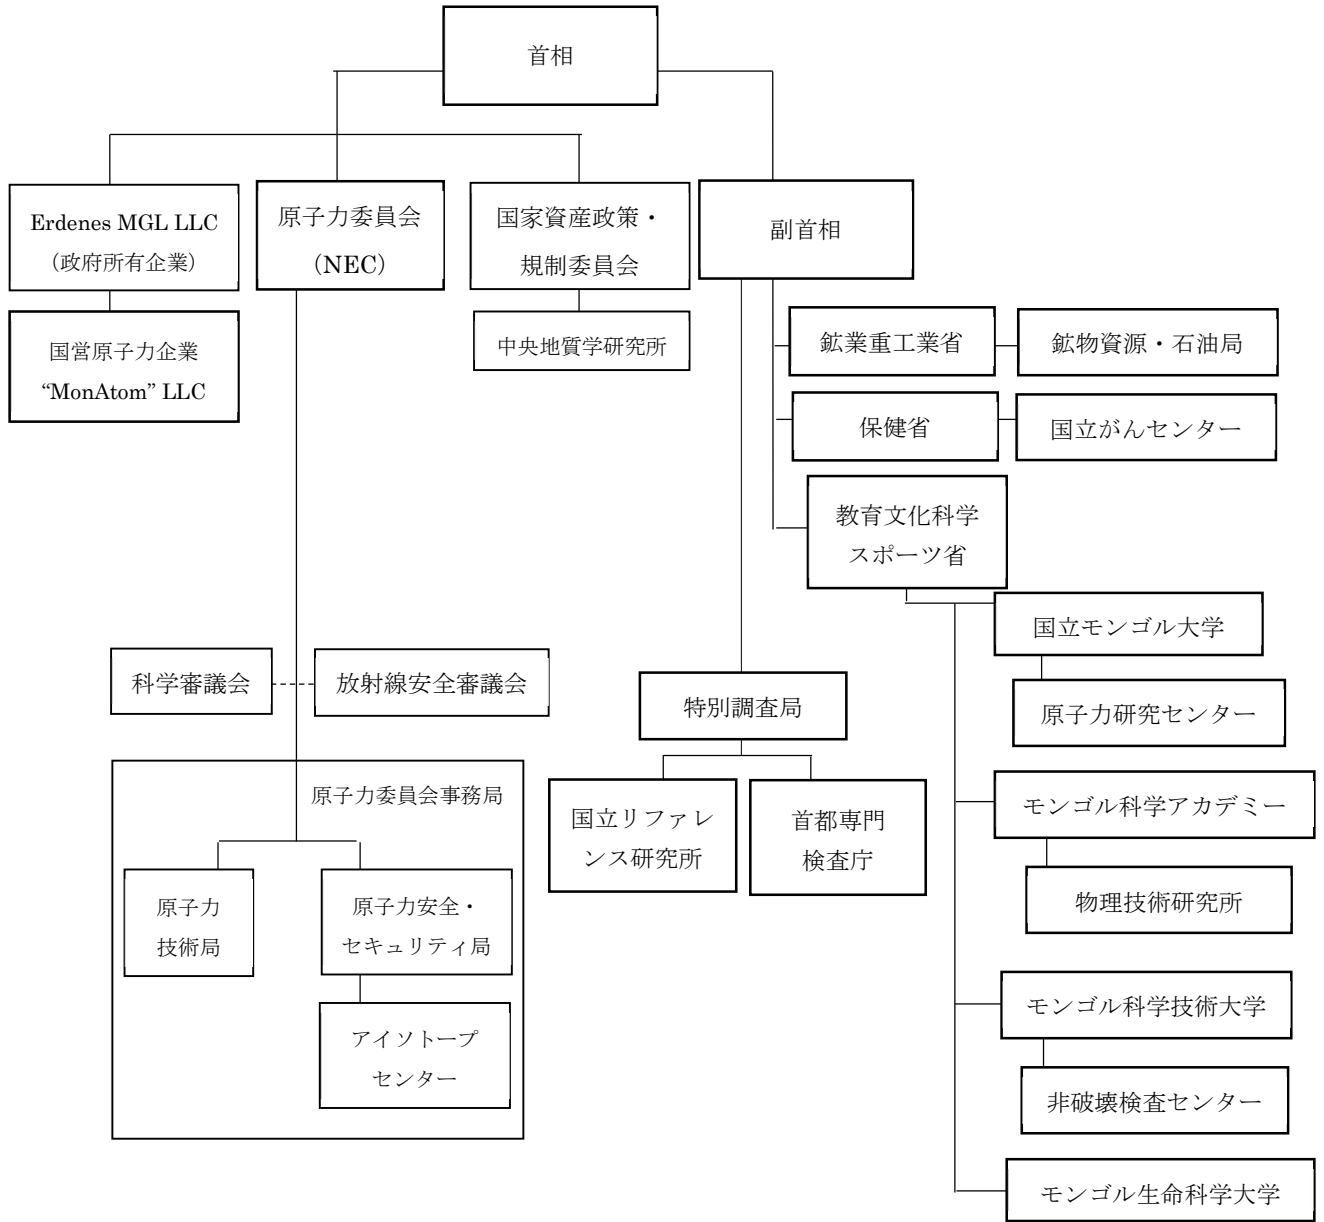 首相
Erdenes MGL LLC
（政府所有企業）
原子力委員会
（NEC）
国家資産政策・
規制委員会
副首相
国営原子力企業
“MonAtom” LLC
中央地質学研究所
鉱業重工業省
鉱物資源・石油局
保健省
国立がんセンター
教育文化科学
スポーツ省
国立モンゴル大学
原子力研究センター
科学審議会
放射線安全審議会
特別調査局
原子力委員会事務局
国立リファレ
ンス研究所
首都専門
検査庁
モンゴル科学アカデミー
物理技術研究所
原子力
技術局
原子力安全・
セキュリティ局
アイソトープ
センター
モンゴル科学技術大学
非破壊検査センター
モンゴル生命科学大学